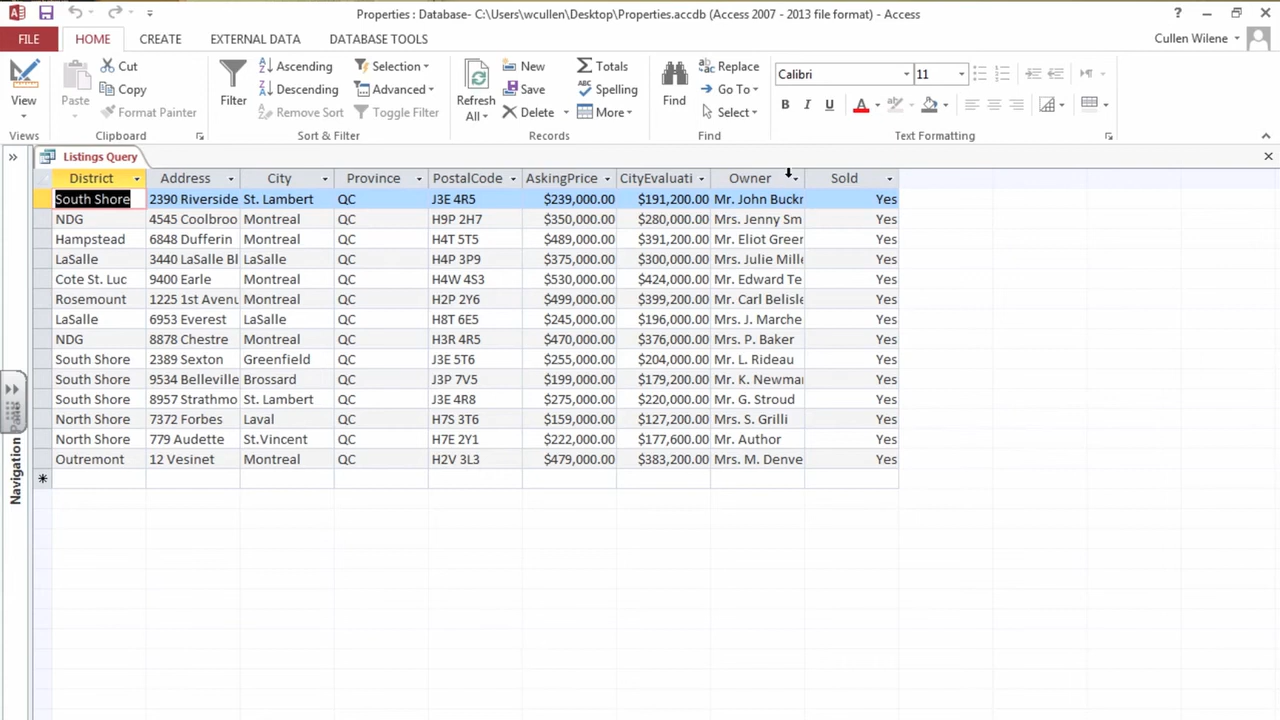 Properties : Database- C:\Users\wcullen\Desktop\Properties.accdb (Access 2007 - 2013 file format) - Access
FILE HOME CREATE EXTERNAL DATA DATABASE TOOLS Cullen Wilene
View Paste Cut Copy Format Painter Filter Ascending Descending Remove Sort Selection Advanced Toggle Filter Refresh All New Save Delete Totals Spelling More Find Replace Go To Select Calibri 11 B I U A
Views Clipboard Sort & Filter Records Find Text Formatting
Listings Query
District Address City Province PostalCode AskingPrice CityEvaluati Owner Sold
South Shore 2390 Riverside St. Lambert QC J3E 4R5 $239,000.00 $191,200.00 Mr. John Buckr Yes
NDG 4545 Coolbroo Montreal QC H9P 2H7 $350,000.00 $280,000.00 Mrs. Jenny Sm Yes
Hampstead 6848 Dufferin Montreal QC H4T 5T5 $489,000.00 $391,200.00 Mr. Eliot Greer Yes
LaSalle 3440 LaSalle Bl LaSalle QC H4P 3P9 $375,000.00 $300,000.00 Mrs. Julie Mille Yes
Cote St. Luc 9400 Earle Montreal QC H4W 4S3 $530,000.00 $424,000.00 Mr. Edward Te Yes
Rosemount 1225 1st Avenu Montreal QC H2P 2Y6 $499,000.00 $399,200.00 Mr. Carl Belisle Yes
LaSalle 6953 Everest LaSalle QC H8T 6E5 $245,000.00 $196,000.00 Mrs. J. Marche Yes
NDG 8878 Chestre Montreal QC H3R 4R5 $470,000.00 $376,000.00 Mrs. P. Baker Yes
South Shore 2389 Sexton Greenfield QC J3E 5T6 $255,000.00 $204,000.00 Mr. L. Rideau Yes
South Shore 9534 Belleville Brossard QC J3P 7V5 $199,000.00 $179,200.00 Mr. K. Newmar Yes
South Shore 8957 Strathmo St. Lambert QC J3E 4R8 $275,000.00 $220,000.00 Mr. G. Stroud Yes
North Shore 7372 Forbes Laval QC H7S 3T6 $159,000.00 $127,200.00 Mrs. S. Grilli Yes
North Shore 779 Audette St.Vincent QC H7E 2Y1 $222,000.00 $177,600.00 Mr. Author Yes
Outremont 12 Vesinet Montreal QC H2V 3L3 $479,000.00 $383,200.00 Mrs. M. Denve Yes
Navigation